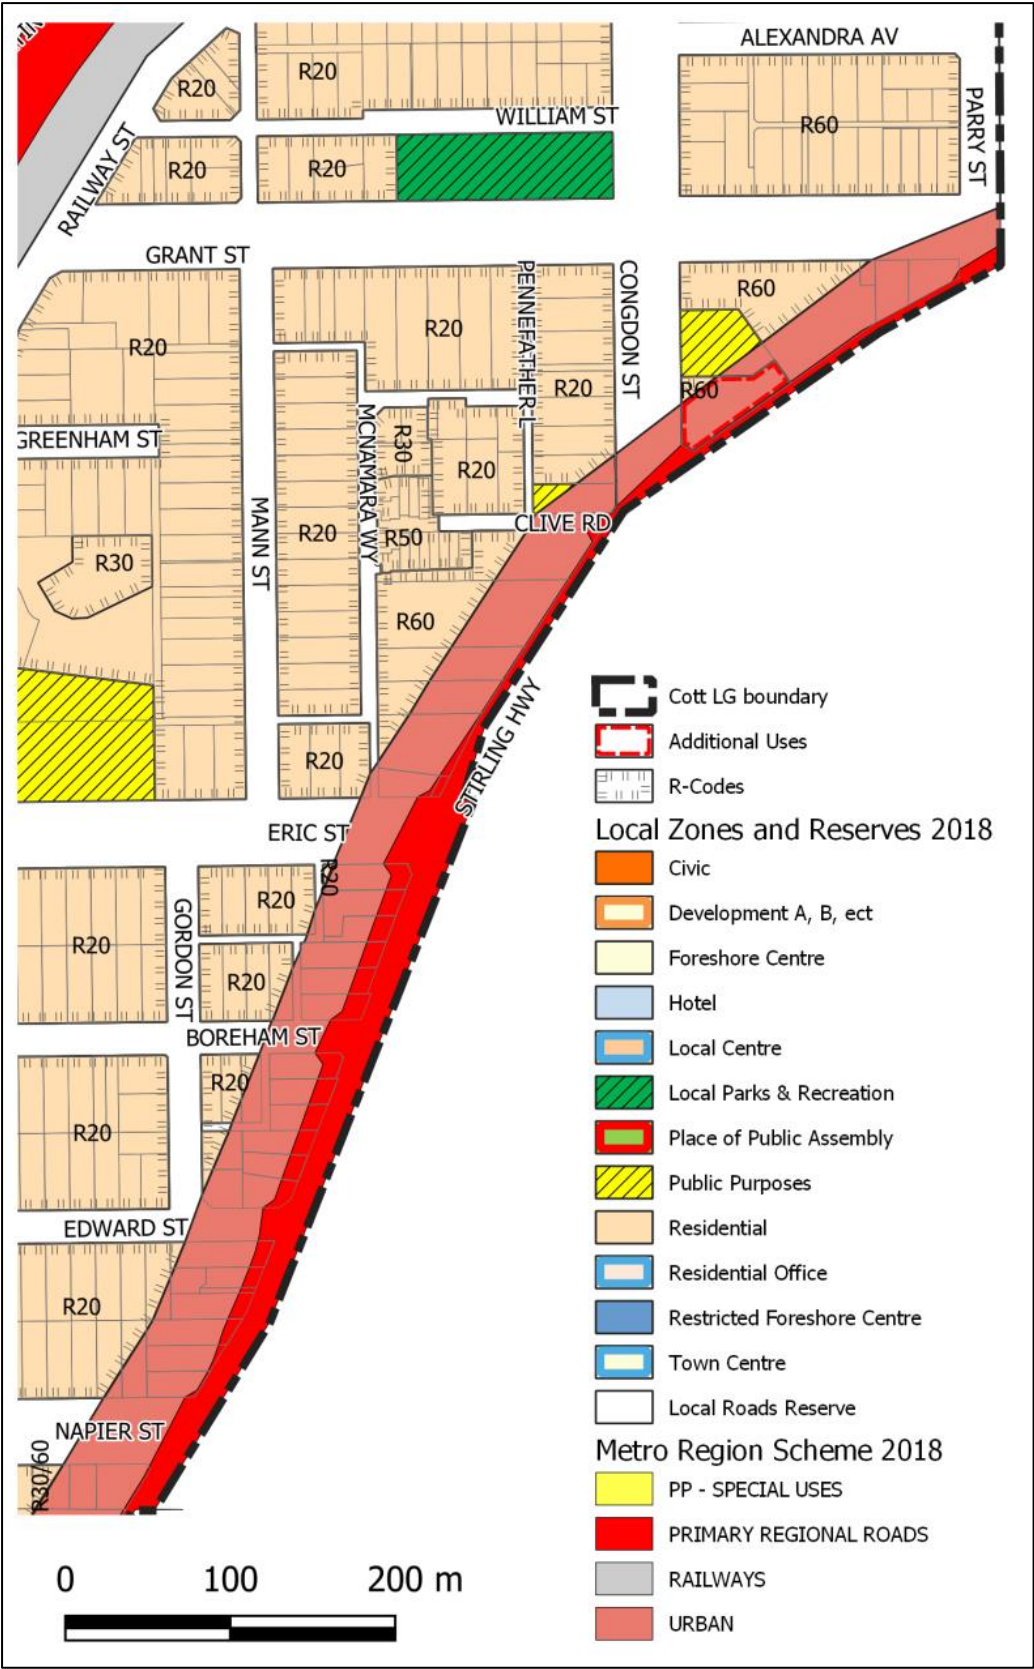 ALEXANDRA AV
R20
R20
WILLIAM ST
R60
PARRY ST
RAILWAY ST
R20
R20
GRANT ST
PENNEFATHER L
CONGDON ST
R60
R20
R20
R20
R60
GREENHAM ST
MCNAMARA WY
R30
R20
MANN ST
R20
R50
CLIVE RD
R30
R60
STIRLING HWY
R20
ERIC ST
R20
R20
GORDON ST
R20
R20
BOREHAM ST
R20
R20
EDWARD ST
R20
NAPIER ST
R30/60
Cott LG boundary
Additional Uses
R-Codes
Local Zones and Reserves 2018
Civic
Development A, B, ect
Foreshore Centre
Hotel
Local Centre
Local Parks & Recreation
Place of Public Assembly
Public Purposes
Residential
Residential Office
Restricted Foreshore Centre
Town Centre
Local Roads Reserve
Metro Region Scheme 2018
PP - SPECIAL USES
PRIMARY REGIONAL ROADS
RAILWAYS
URBAN
0 100 200 m